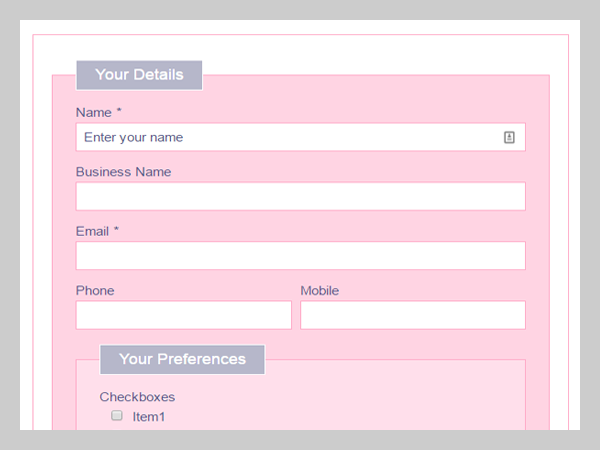 Your Details
Name *
Enter your name
Business Name
Email *
Phone Mobile
Your Preferences
Checkboxes
Item1